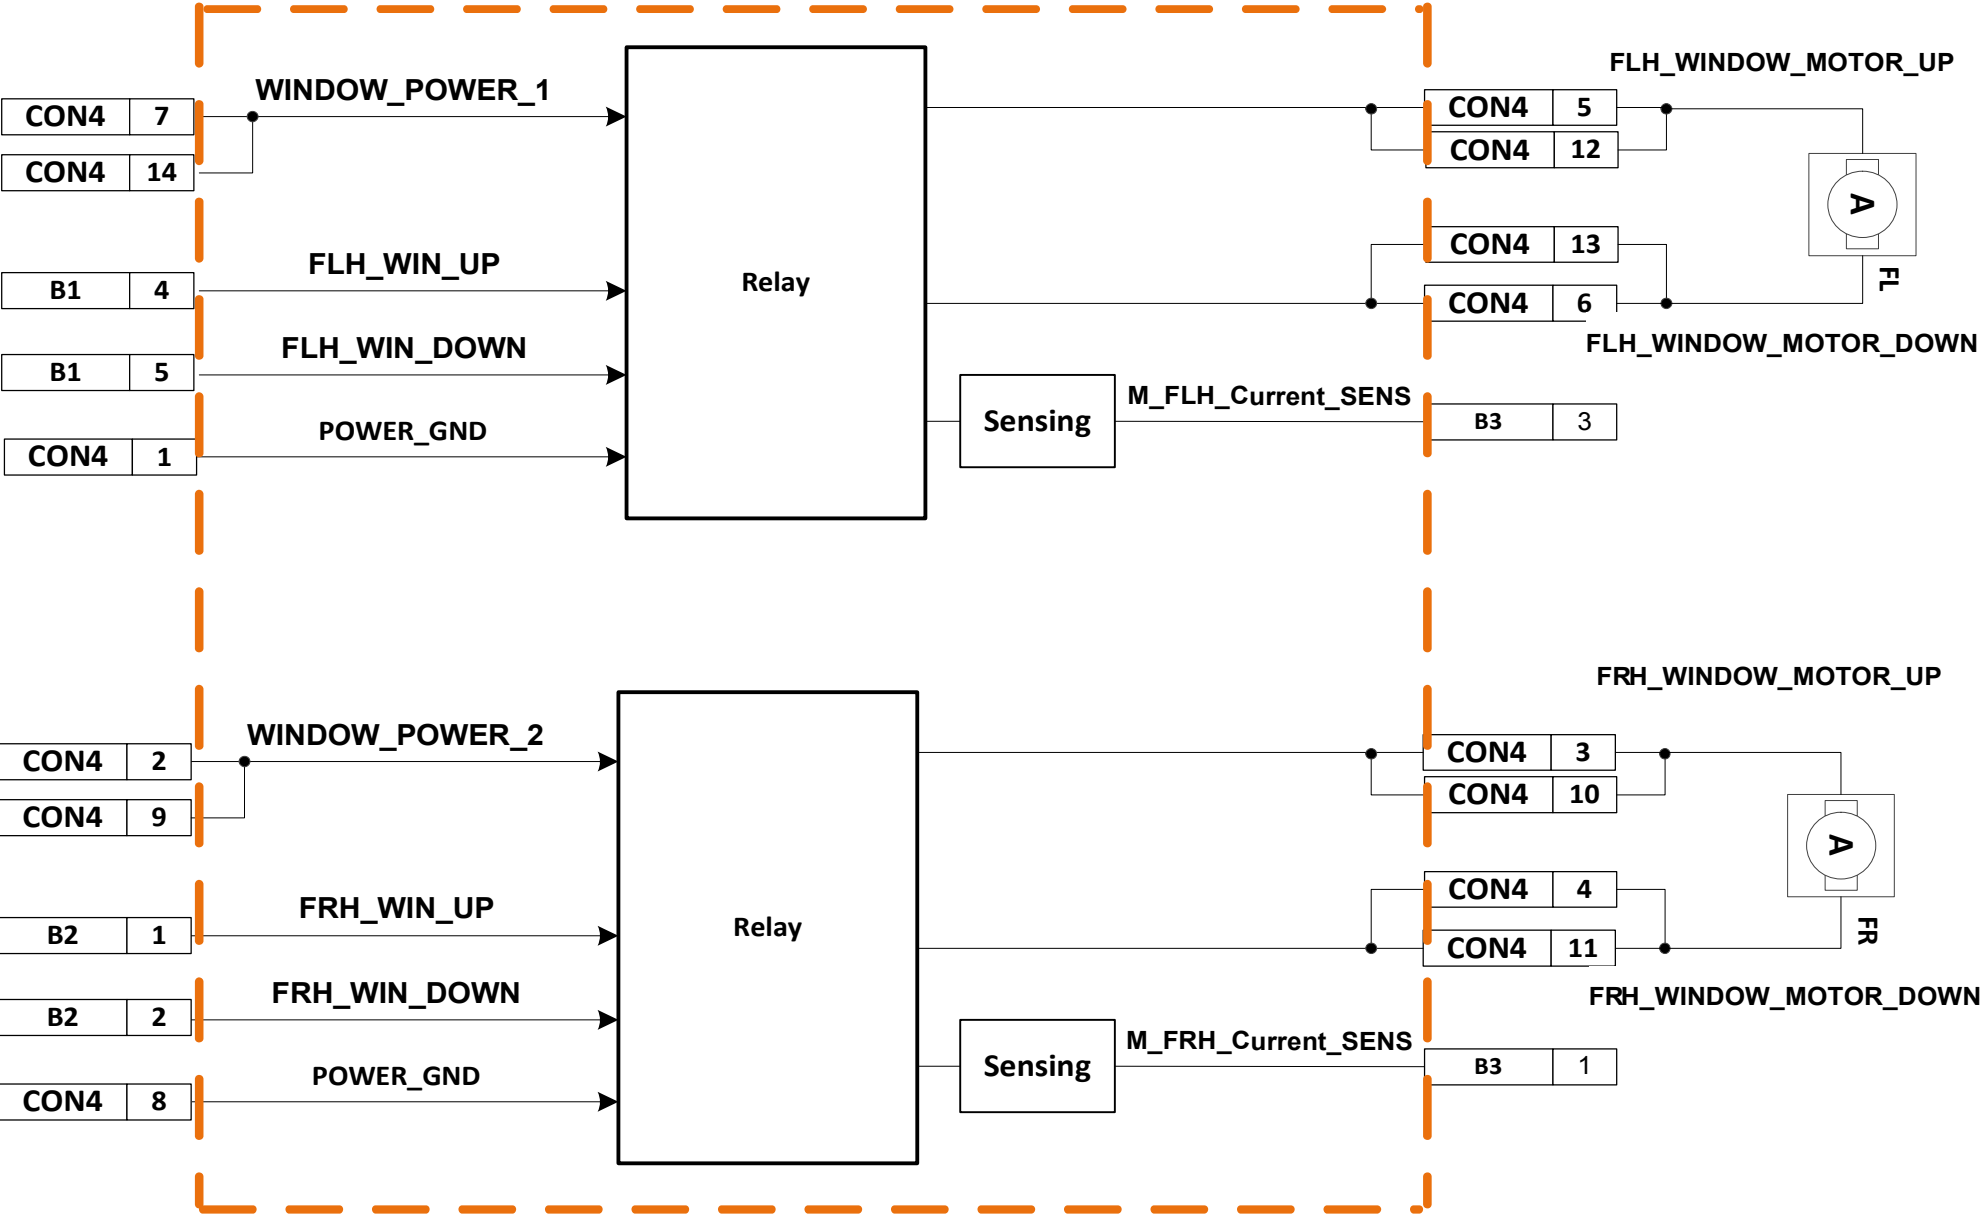 FLH_WINDOW_MOTOR_UP
WINDOW_POWER_1
CON4 7
CON4 5
CON4 12
CON4 14
A
FLH_WIN_UP
CON4 13
B1 4
Relay
FL
CON4 6
FLH_WIN_DOWN
FLH_WINDOW_MOTOR_DOWN
B1 5
M_FLH_Current_SENS
Sensing
B3 3
POWER_GND
CON4 1
FRH_WINDOW_MOTOR_UP
WINDOW_POWER_2
CON4 2
CON4 3
CON4 10
CON4 9
A
CON4 4
FRH_WIN_UP
B2 1
Relay
FR
CON4 11
FRH_WIN_DOWN
FRH_WINDOW_MOTOR_DOWN
B2 2
M_FRH_Current_SENS
Sensing
B3 1
POWER_GND
CON4 8